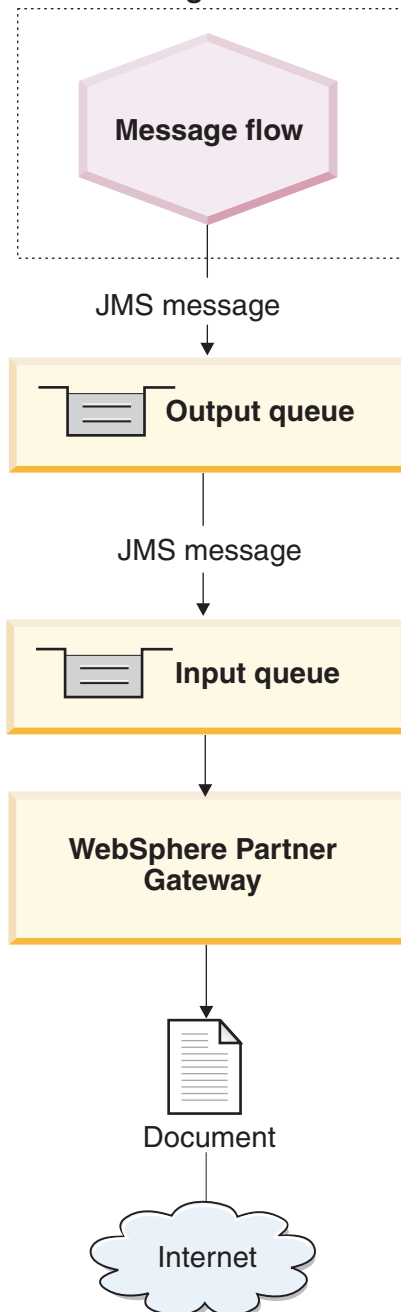 Message flow
JMS message
Output queue
JMS message
Input queue
WebSphere Partner
Gateway
Document
Internet